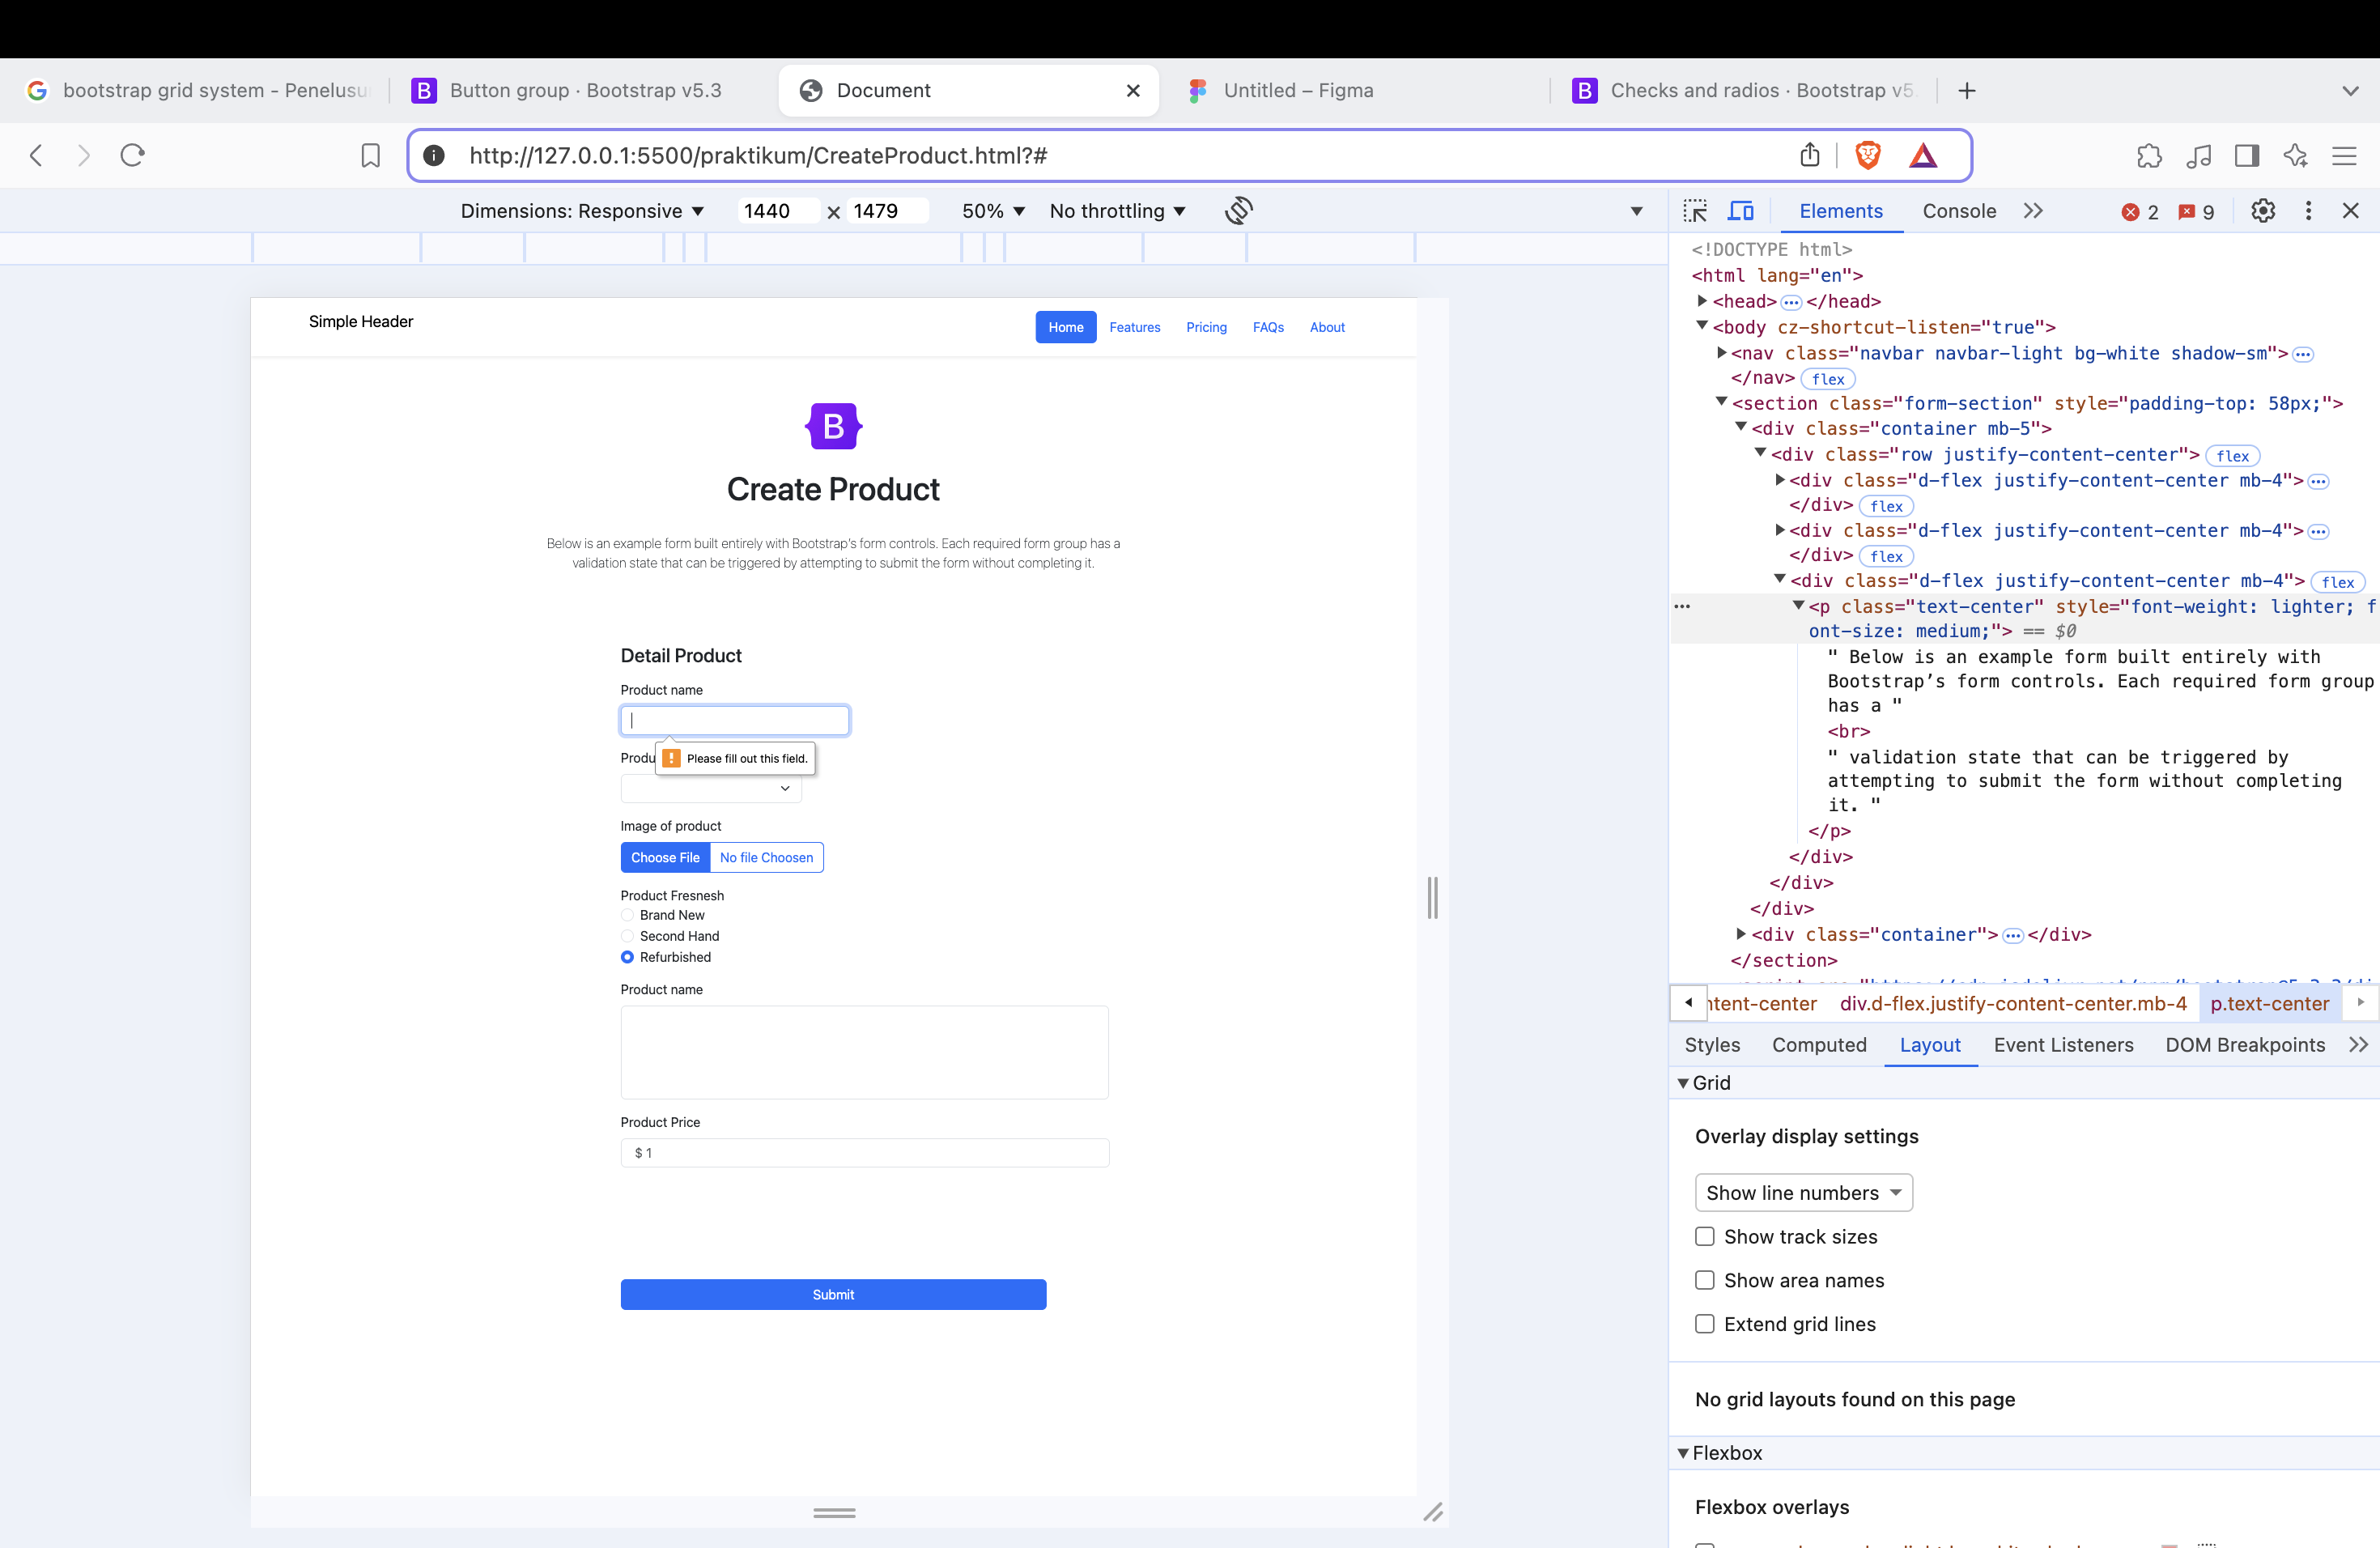 bootstrap grid system - Penelusu
Button group · Bootstrap v5.3
Document
Untitled – Figma
Checks and radios · Bootstrap v5
http://127.0.0.1:5500/praktikum/CreateProduct.html?#
Dimensions: Responsive
1440 x 1479
50%
No throttling
Elements
Console
2
9
Simple Header
Home
Features
Pricing
FAQs
About
B
Create Product
Below is an example form built entirely with Bootstrap's form controls. Each required form group has a
validation state that can be triggered by attempting to submit the form without completing it.
Detail Product
Product name
Produ
Please fill out this field.
Image of product
Choose File
No file Choosen
Product Fresnesh
Brand New
Second Hand
Refurbished
Product name
Product Price
$ 1
Submit
<!DOCTYPE html>
<html lang="en">
<head> ••• </head>
<body cz-shortcut-listen="true">
<nav class="navbar navbar-light bg-white shadow-sm"> •••
</nav> flex
<section class="form-section" style="padding-top: 58px;">
<div class="container mb-5">
<div class="row justify-content-center"> flex
<div class="d-flex justify-content-center mb-4"> •••
</div> flex
<div class="d-flex justify-content-center mb-4"> •••
</div> flex
<div class="d-flex justify-content-center mb-4"> flex
<p class="text-center" style="font-weight: lighter; f
ont-size: medium;"> == $0
" Below is an example form built entirely with
Bootstrap’s form controls. Each required form group
has a "
<br>
" validation state that can be triggered by
attempting to submit the form without completing
it. "
</p>
</div>
</div>
</div>
<div class="container"> ••• </div>
</section>
ntent-center
div.d-flex.justify-content-center.mb-4
p.text-center
Styles
Computed
Layout
Event Listeners
DOM Breakpoints
Grid
Overlay display settings
Show line numbers
Show track sizes
Show area names
Extend grid lines
No grid layouts found on this page
Flexbox
Flexbox overlays